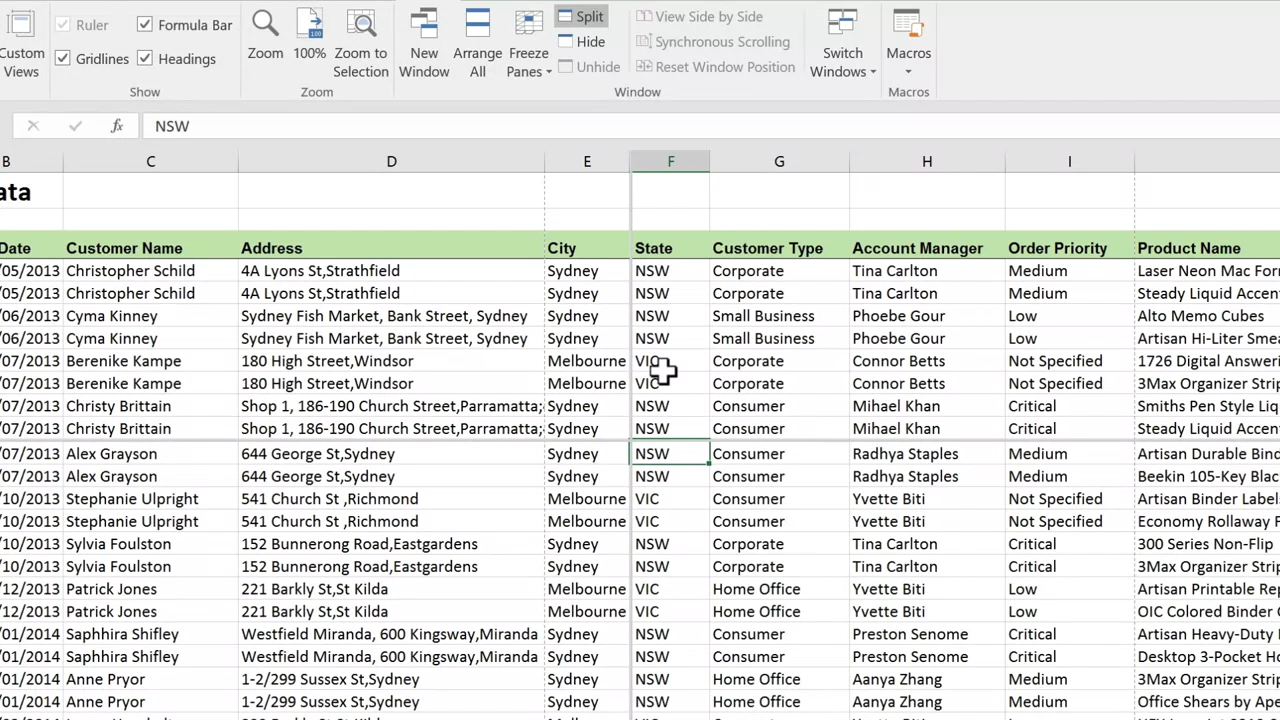 Ruler Formula Bar Split View Side by Side
Custom Views Gridlines Headings Zoom 100% Zoom to Selection New Window Arrange All Freeze Panes Hide Synchronous Scrolling Switch Windows Macros
Unhide Reset Window Position
Show Zoom Window Macros
fx NSW
B C D E F G H I
ata
Date Customer Name Address City State Customer Type Account Manager Order Priority Product Name
/05/2013 Christopher Schild 4A Lyons St,Strathfield Sydney NSW Corporate Tina Carlton Medium Laser Neon Mac For
/05/2013 Christopher Schild 4A Lyons St,Strathfield Sydney NSW Corporate Tina Carlton Medium Steady Liquid Accen
/06/2013 Cyma Kinney Sydney Fish Market, Bank Street, Sydney Sydney NSW Small Business Phoebe Gour Low Alto Memo Cubes
/06/2013 Cyma Kinney Sydney Fish Market, Bank Street, Sydney Sydney NSW Small Business Phoebe Gour Low Artisan Hi-Liter Smea
/07/2013 Berenike Kampe 180 High Street,Windsor Melbourne VIC Corporate Connor Betts Not Specified 1726 Digital Answeri
/07/2013 Berenike Kampe 180 High Street,Windsor Melbourne VIC Corporate Connor Betts Not Specified 3Max Organizer Strip
/07/2013 Christy Brittain Shop 1, 186-190 Church Street,Parramatta; Sydney NSW Consumer Mihael Khan Critical Smiths Pen Style Liq
/07/2013 Christy Brittain Shop 1, 186-190 Church Street,Parramatta; Sydney NSW Consumer Mihael Khan Critical Steady Liquid Accen
/07/2013 Alex Grayson 644 George St,Sydney Sydney NSW Consumer Radhya Staples Medium Artisan Durable Bind
/07/2013 Alex Grayson 644 George St,Sydney Sydney NSW Consumer Radhya Staples Medium Beekin 105-Key Blac
/10/2013 Stephanie Ulpright 541 Church St ,Richmond Melbourne VIC Consumer Yvette Biti Not Specified Artisan Binder Labels
/10/2013 Stephanie Ulpright 541 Church St ,Richmond Melbourne VIC Consumer Yvette Biti Not Specified Economy Rollaway F
/10/2013 Sylvia Foulston 152 Bunnerong Road,Eastgardens Sydney NSW Corporate Tina Carlton Critical 300 Series Non-Flip
/10/2013 Sylvia Foulston 152 Bunnerong Road,Eastgardens Sydney NSW Corporate Tina Carlton Critical 3Max Organizer Strip
/12/2013 Patrick Jones 221 Barkly St,St Kilda Melbourne VIC Home Office Yvette Biti Low Artisan Printable Rep
/12/2013 Patrick Jones 221 Barkly St,St Kilda Melbourne VIC Home Office Yvette Biti Low OIC Colored Binder C
/01/2014 Saphhira Shifley Westfield Miranda, 600 Kingsway,Miranda Sydney NSW Consumer Preston Senome Critical Artisan Heavy-Duty
/01/2014 Saphhira Shifley Westfield Miranda, 600 Kingsway,Miranda Sydney NSW Consumer Preston Senome Critical Desktop 3-Pocket Ho
/01/2014 Anne Pryor 1-2/299 Sussex St,Sydney Sydney NSW Home Office Aanya Zhang Medium 3Max Organizer Strip
/01/2014 Anne Pryor 1-2/299 Sussex St,Sydney Sydney NSW Home Office Aanya Zhang Medium Office Shears by Ape